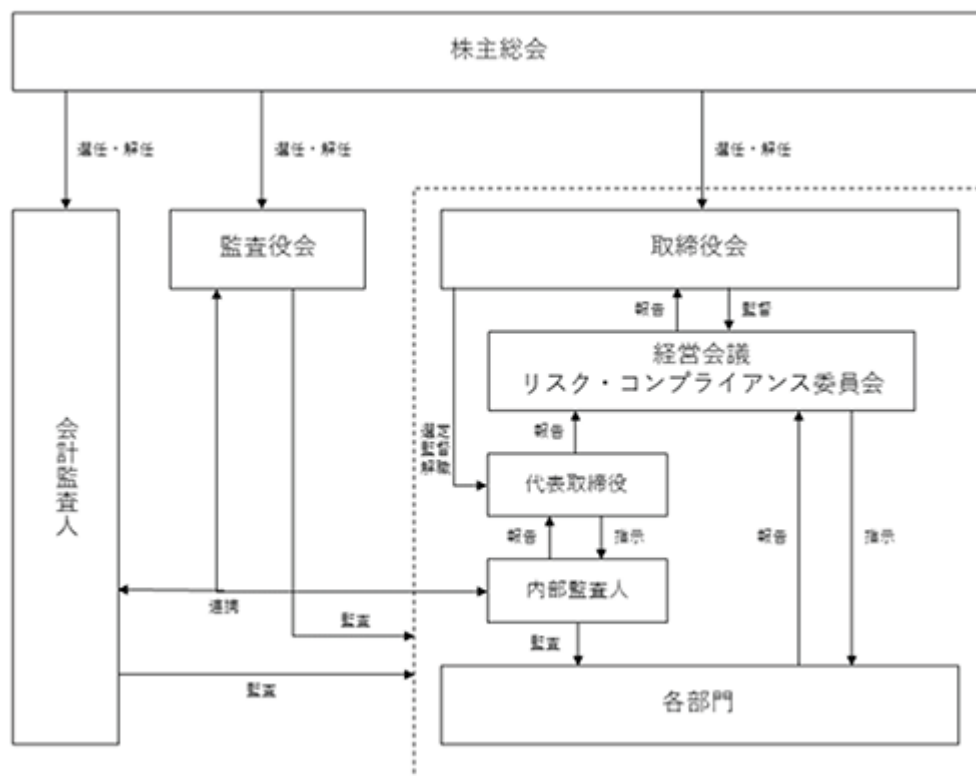 株主総会
選任・解任
選任・解任
選任・解任
監査役会
取締役会
報告
監督
経営会議
リスク・コンプライアンス委員会
会計監査人
選定
監督
解職
報告
代表取締役
報告
指示
報告
指示
内部監査人
連携
監査
監査
監査
各部門